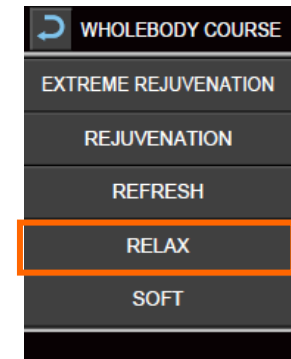 WHOLEBODY COURSE
EXTREME REJUVENATION
REJUVENATION
REFRESH
RELAX
SOFT